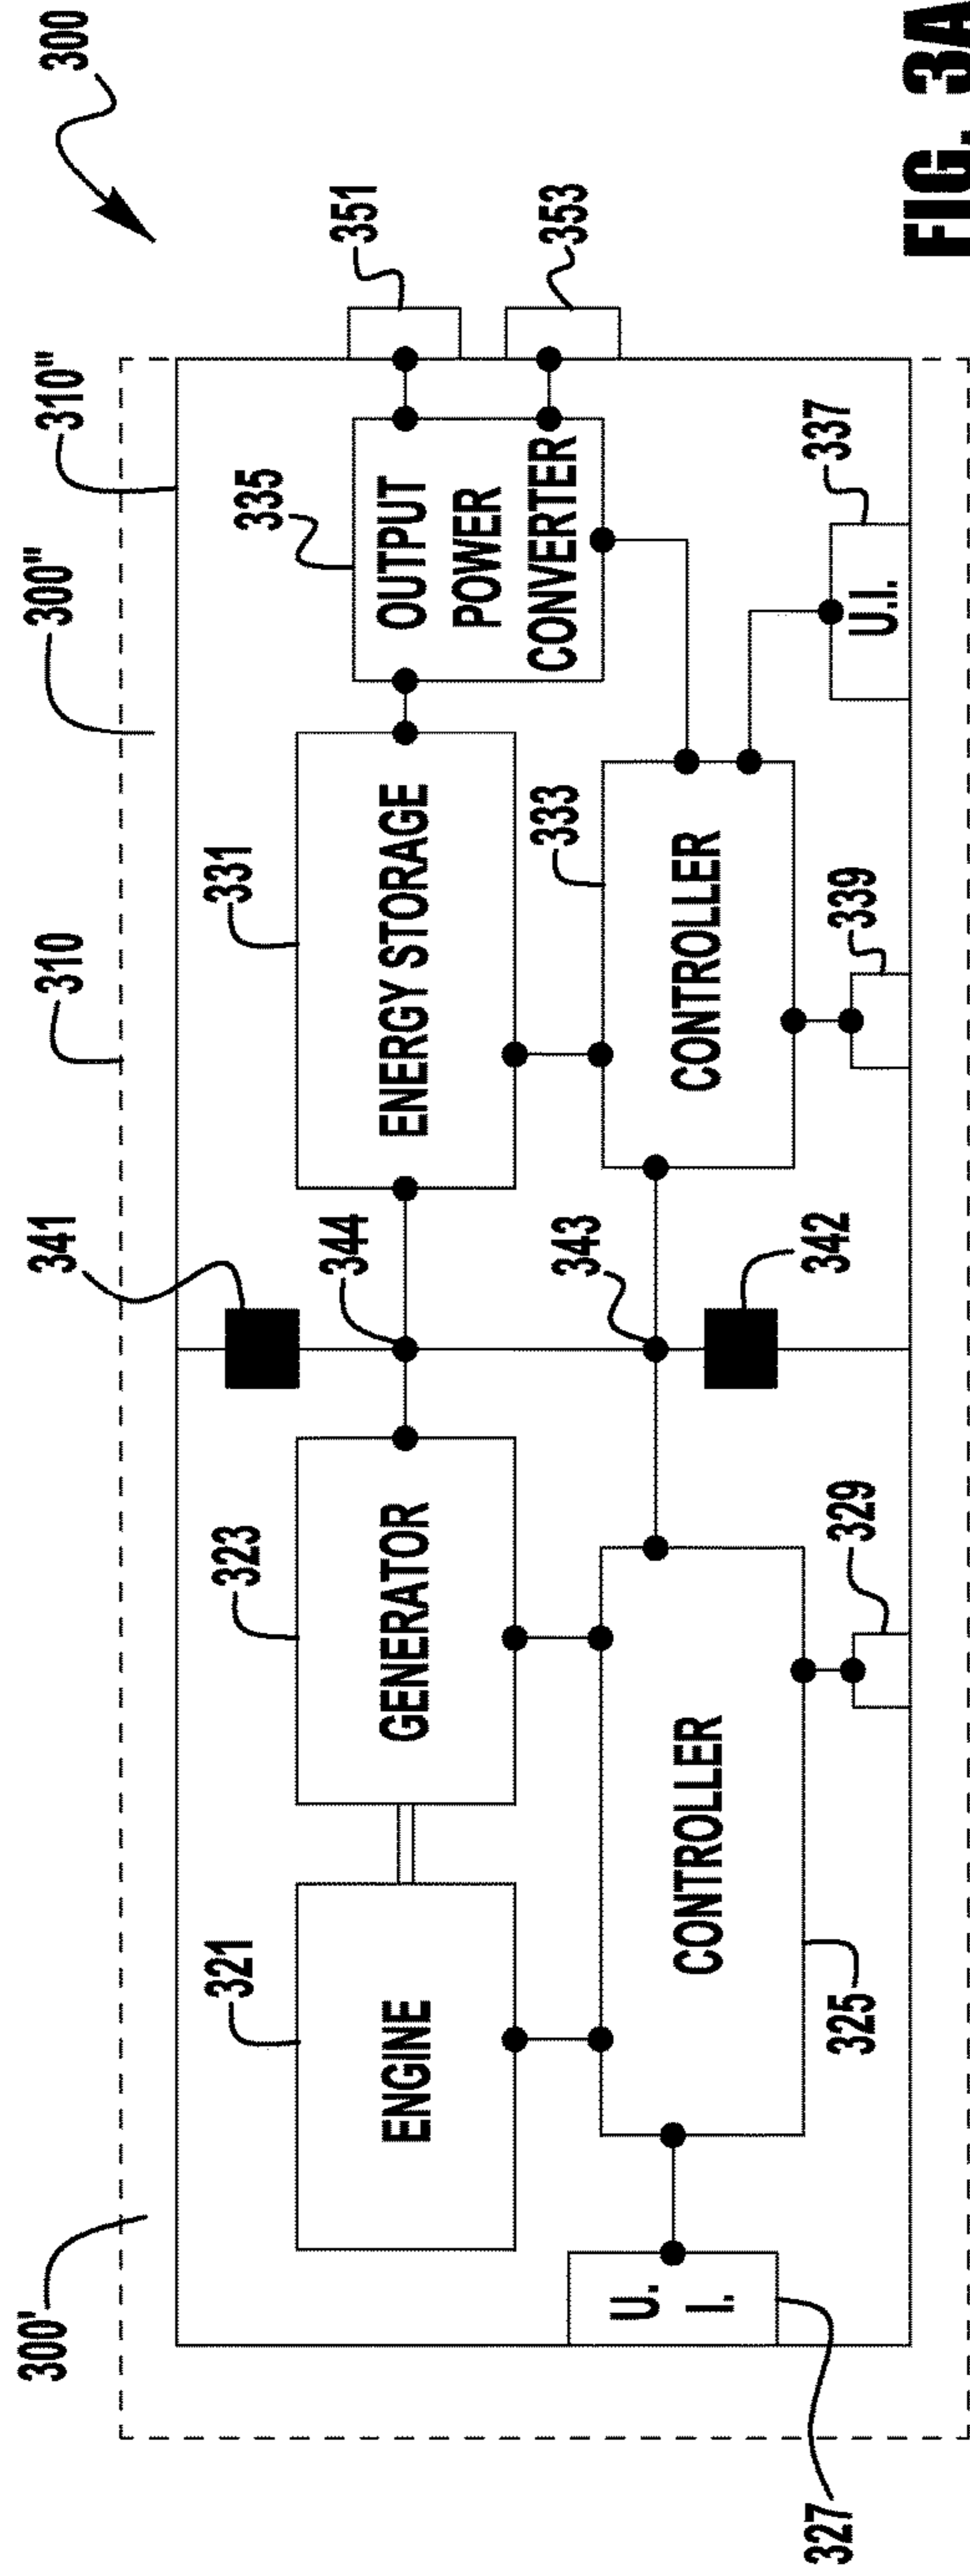 300
300'
310
300"
310"
341
321
323
344
331
335
351
ENGINE
GENERATOR
ENERGY STORAGE
OUTPUT
POWER
CONVERTER
353
343
333
U.
I.
CONTROLLER
CONTROLLER
342
327
325
329
339
U.I.
337
FIG. 3A